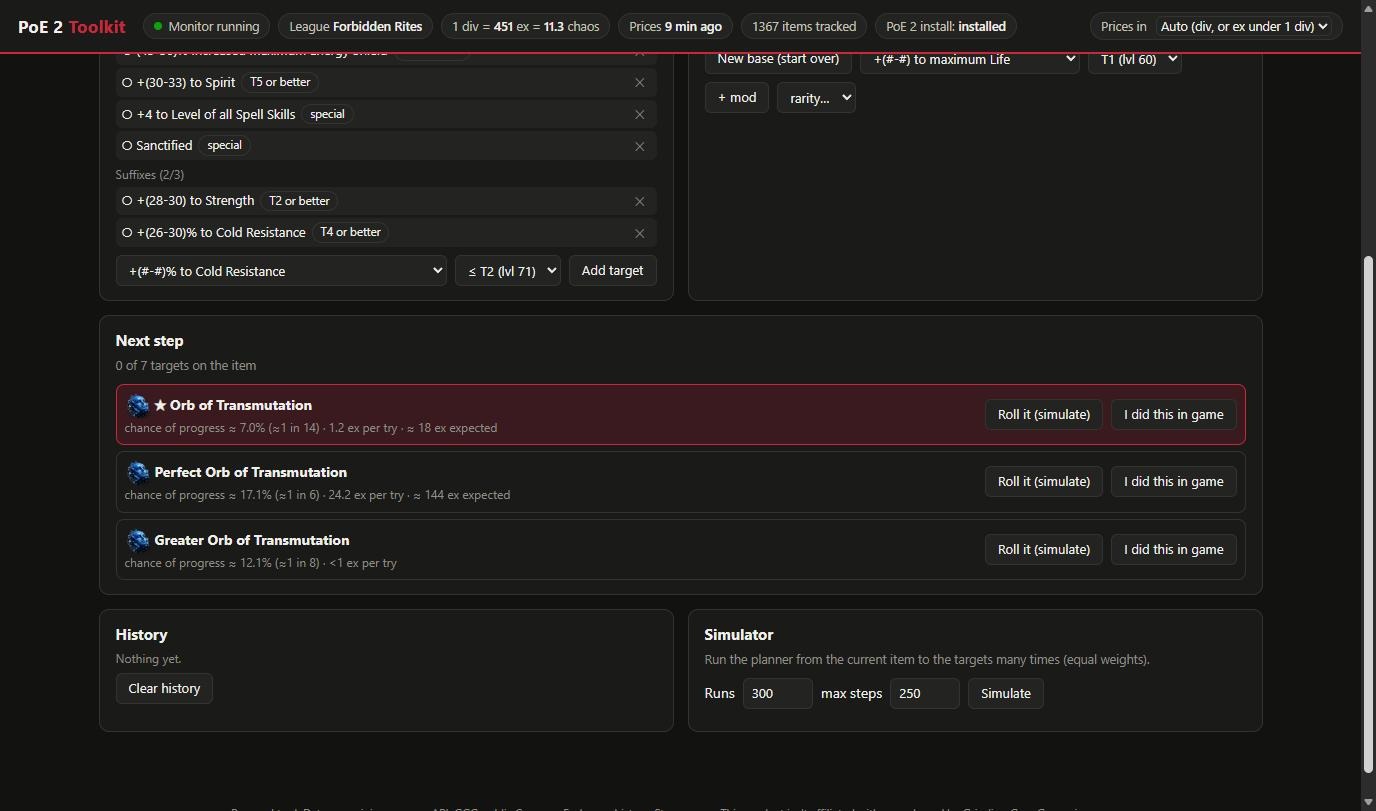 PoE 2 Toolkit
Monitor running
League Forbidden Rites
1 div = 451 ex = 11.3 chaos
Prices 9 min ago
1367 items tracked
PoE 2 install: installed
Prices in Auto (div, or ex under 1 div)
+(30-33) to Spirit T5 or better
+4 to Level of all Spell Skills special
Sanctified special
Suffixes (2/3)
+(28-30) to Strength T2 or better
+(26-30)% to Cold Resistance T4 or better
+(#-#)% to Cold Resistance ≤ T2 (lvl 71) Add target
New base (start over) +(#-#) to maximum Life T1 (lvl 60)
+ mod rarity...
Next step
0 of 7 targets on the item
★ Orb of Transmutation
chance of progress ≈ 7.0% (≈1 in 14) · 1.2 ex per try · ≈ 18 ex expected
Roll it (simulate) I did this in game
Perfect Orb of Transmutation
chance of progress ≈ 17.1% (≈1 in 6) · 24.2 ex per try · ≈ 144 ex expected
Roll it (simulate) I did this in game
Greater Orb of Transmutation
chance of progress ≈ 12.1% (≈1 in 8) · <1 ex per try
Roll it (simulate) I did this in game
History
Nothing yet.
Clear history
Simulator
Run the planner from the current item to the targets many times (equal weights).
Runs 300 max steps 250 Simulate